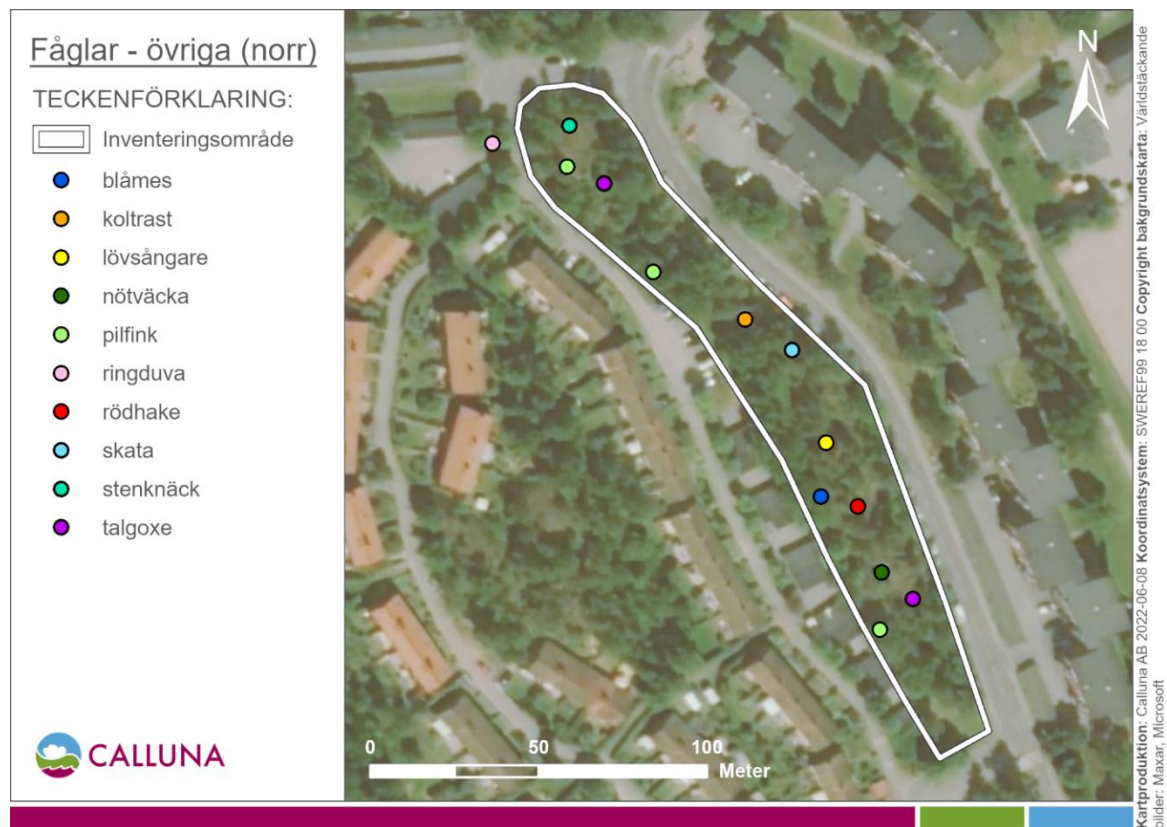 Fåglar - övriga (norr)
TECKENFÖRKLARING:
Inventeringsområde
blåmes
koltrast
lövsångare
nötväcka
pilfink
ringduva
rödhake
skata
stenknäck
talgoxe
CALLUNA
N
0 50 100
Meter
Kartproduktion: Calluna AB 2022-06-08 Koordinatsystem: SWEREF99 18 00 Copyright bakgrundskarta: Världstäckande
bilder: Maxar, Microsoft